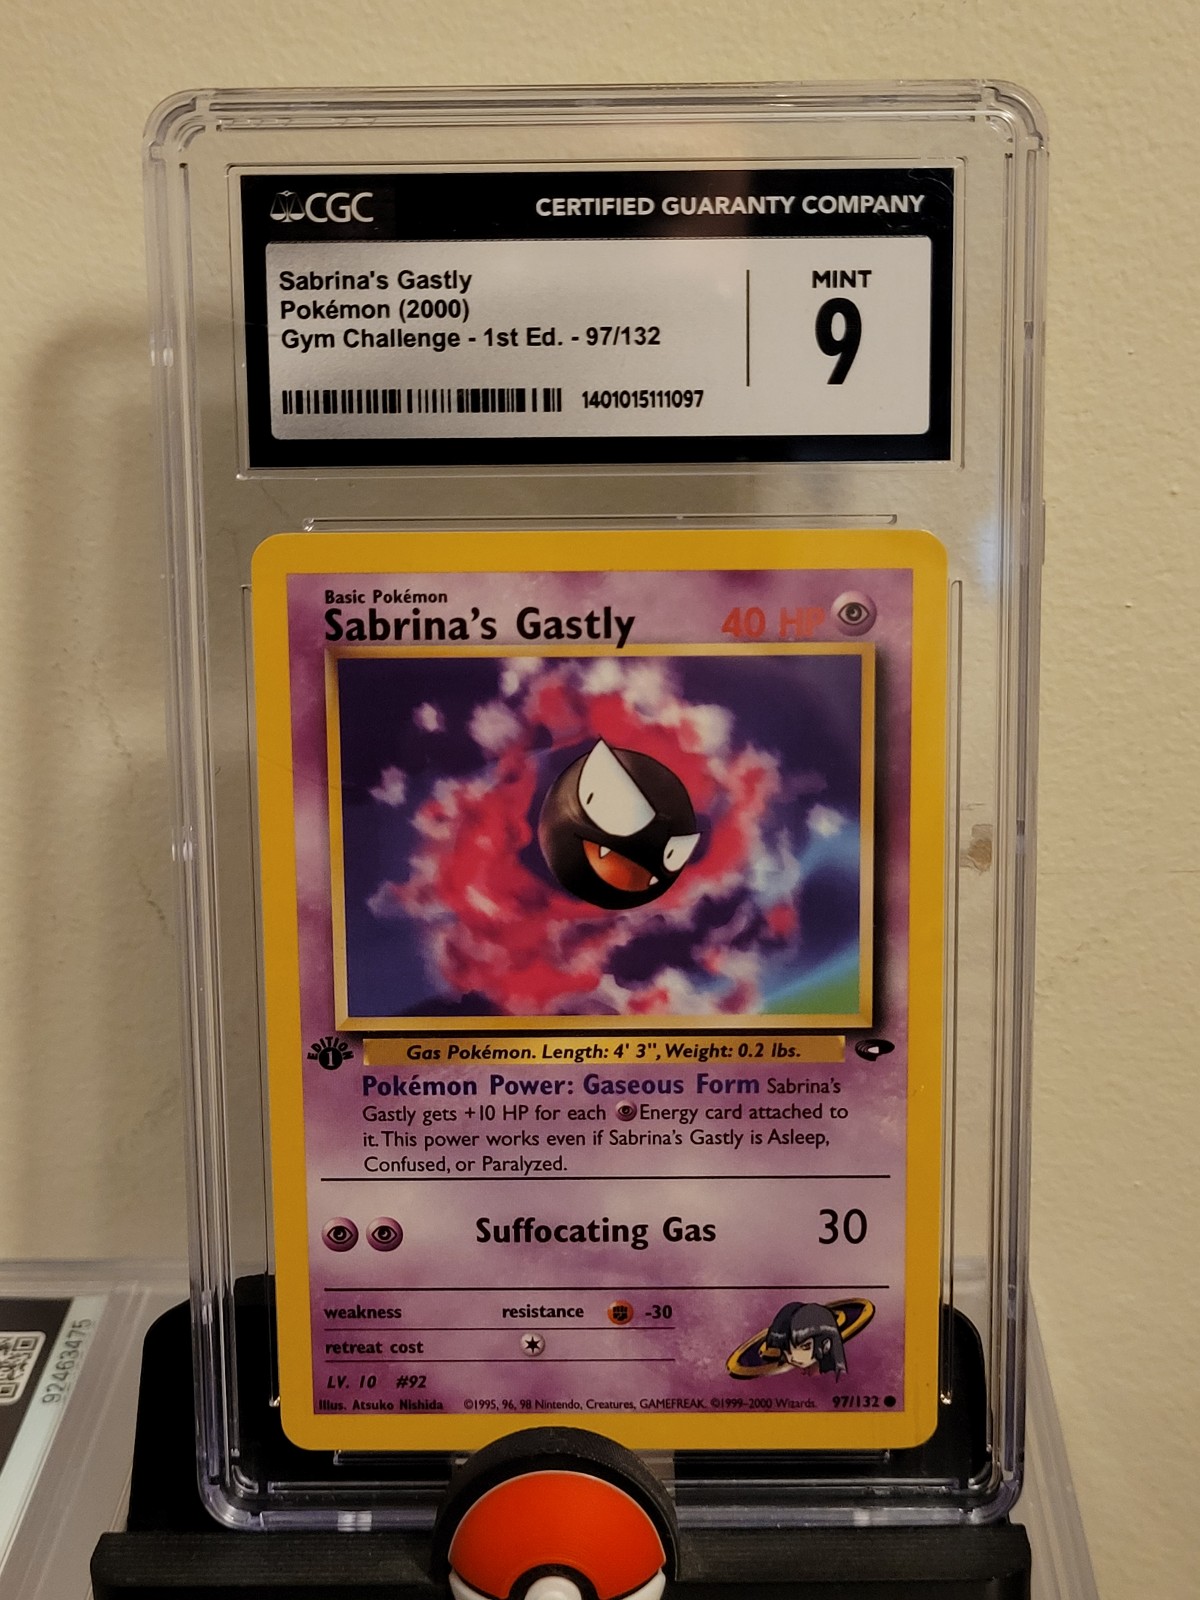 CGC CERTIFIED GUARANTY COMPANY
Sabrina's Gastly
Pokémon (2000)
Gym Challenge - 1st Ed. - 97/132
1401015111097
MINT
9
Basic Pokémon
Sabrina's Gastly 40 HP
EDITION 1
Gas Pokémon. Length: 4' 3", Weight: 0.2 lbs.
Pokémon Power: Gaseous Form Sabrina's
Gastly gets +10 HP for each Energy card attached to
it. This power works even if Sabrina's Gastly is Asleep,
Confused, or Paralyzed.
Suffocating Gas 30
weakness resistance -30
retreat cost
LV. 10 #92
Illus. Atsuko Nishida ©1995, 96, 98 Nintendo, Creatures, GAMEFREAK. ©1999-2000 Wizards. 97/132
92463475